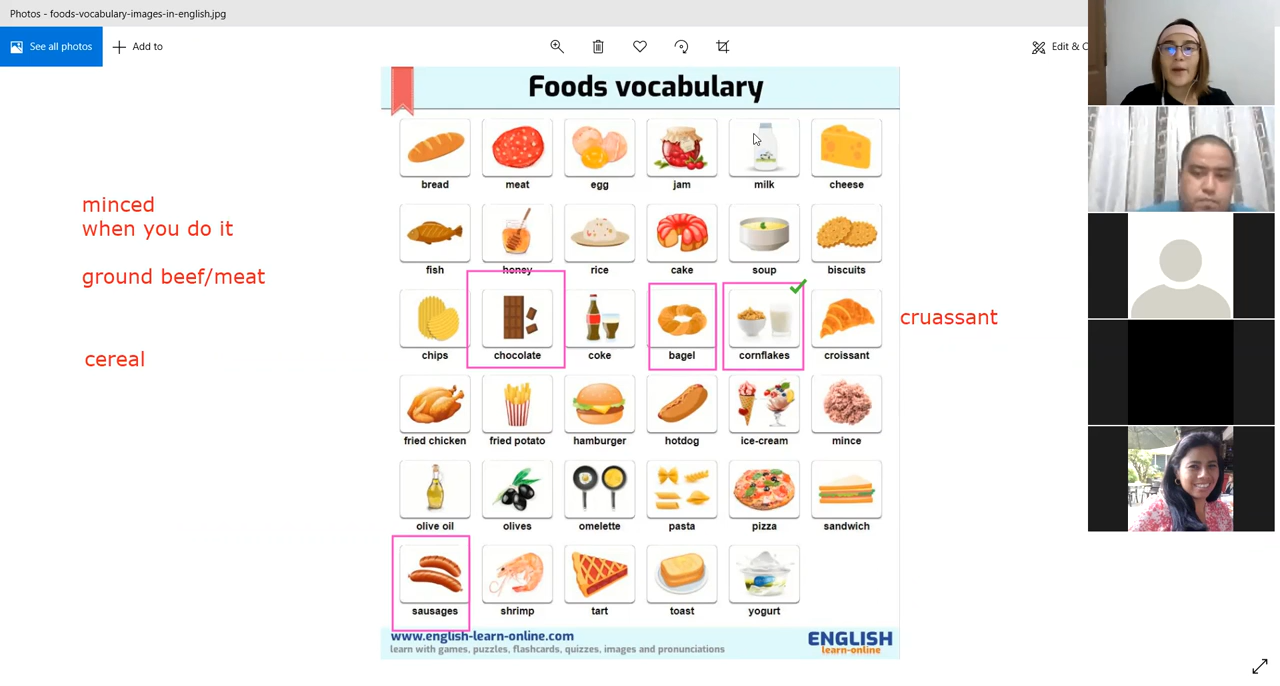 Photos - foods-vocabulary-images-in-english.jpg
See all photos
Add to
Edit & C
Foods vocabulary
bread meat egg jam milk cheese
minced
when you do it
fish honey rice cake soup biscuits
ground beef/meat
cruassant
chips chocolate coke bagel cornflakes croissant
cereal
fried chicken fried potato hamburger hotdog ice-cream mince
olive oil olives omelette pasta pizza sandwich
sausages shrimp tart toast yogurt
www.english-learn-online.com
learn with games, puzzles, flashcards, quizzes, images and pronunciations
ENGLISH
learn-online